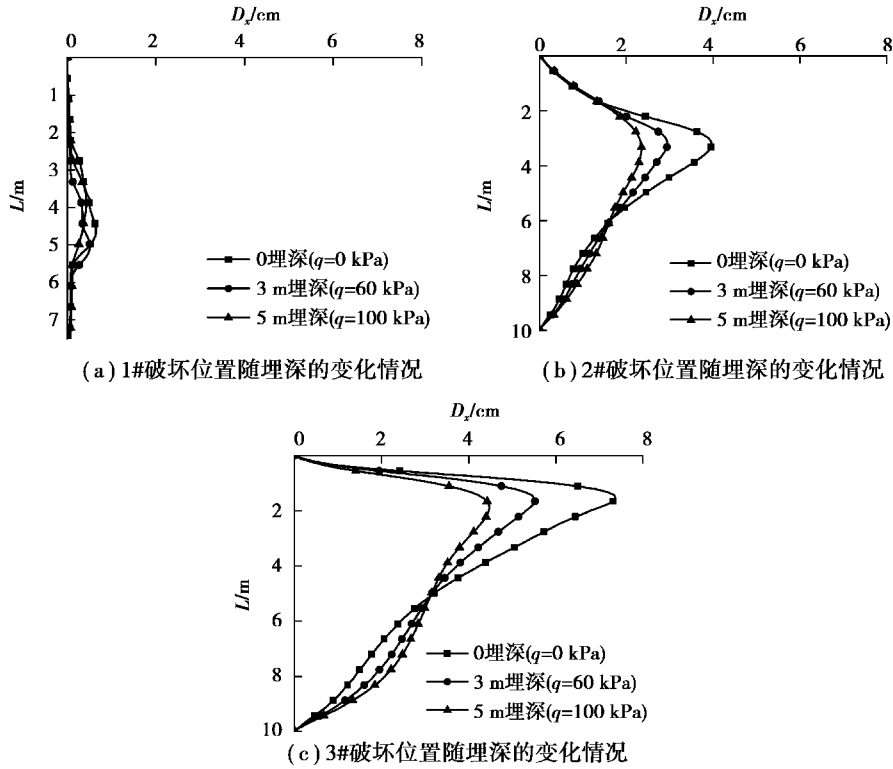 Dx/cm
0 2 4 6 8
1
2
3
4
5
6
7
L/m
0埋深(q=0 kPa)
3 m埋深(q=60 kPa)
5 m埋深(q=100 kPa)
(a)1#破坏位置随埋深的变化情况
Dx/cm
0 2 4 6 8
2
4
6
8
10
L/m
0埋深(q=0 kPa)
3 m埋深(q=60 kPa)
5 m埋深(q=100 kPa)
(b)2#破坏位置随埋深的变化情况
Dx/cm
0 2 4 6 8
2
4
6
8
10
L/m
0埋深(q=0 kPa)
3 m埋深(q=60 kPa)
5 m埋深(q=100 kPa)
(c)3#破坏位置随埋深的变化情况